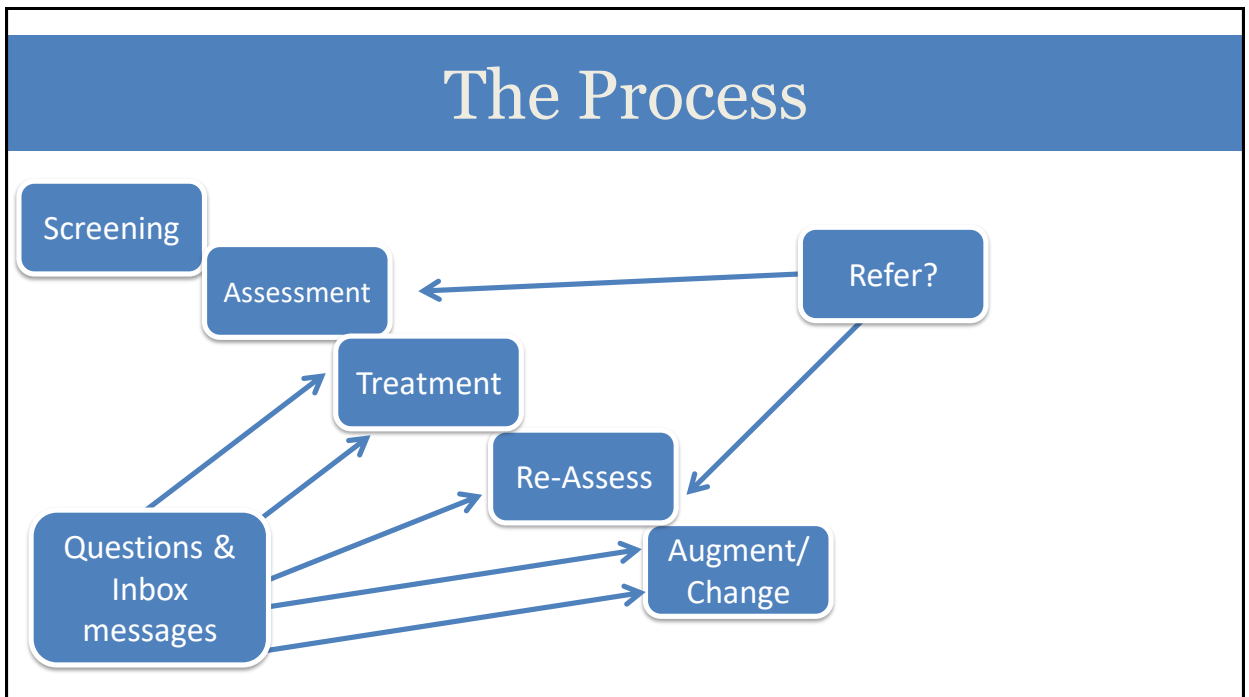 The Process
Screening
Assessment
Refer?
Treatment
Re-Assess
Questions &
Inbox
messages
Augment/
Change